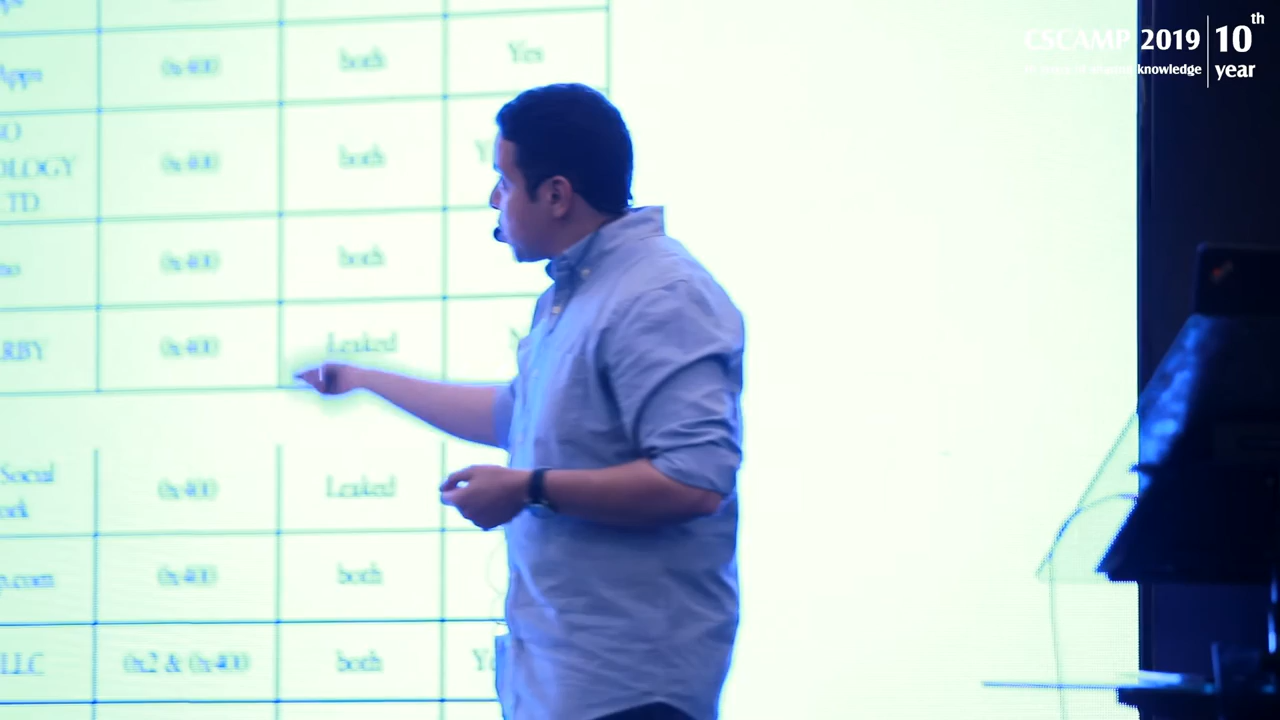 CSCAMP 2019
10th
knowledge
year
Apps 0x400 both Yes
OLOGY 0x400 both
TD
0x400 both
RBY 0x400 Leaked
Social 0x400 Leaked
.com 0x400 both
LLC 0x2 & 0x400 both